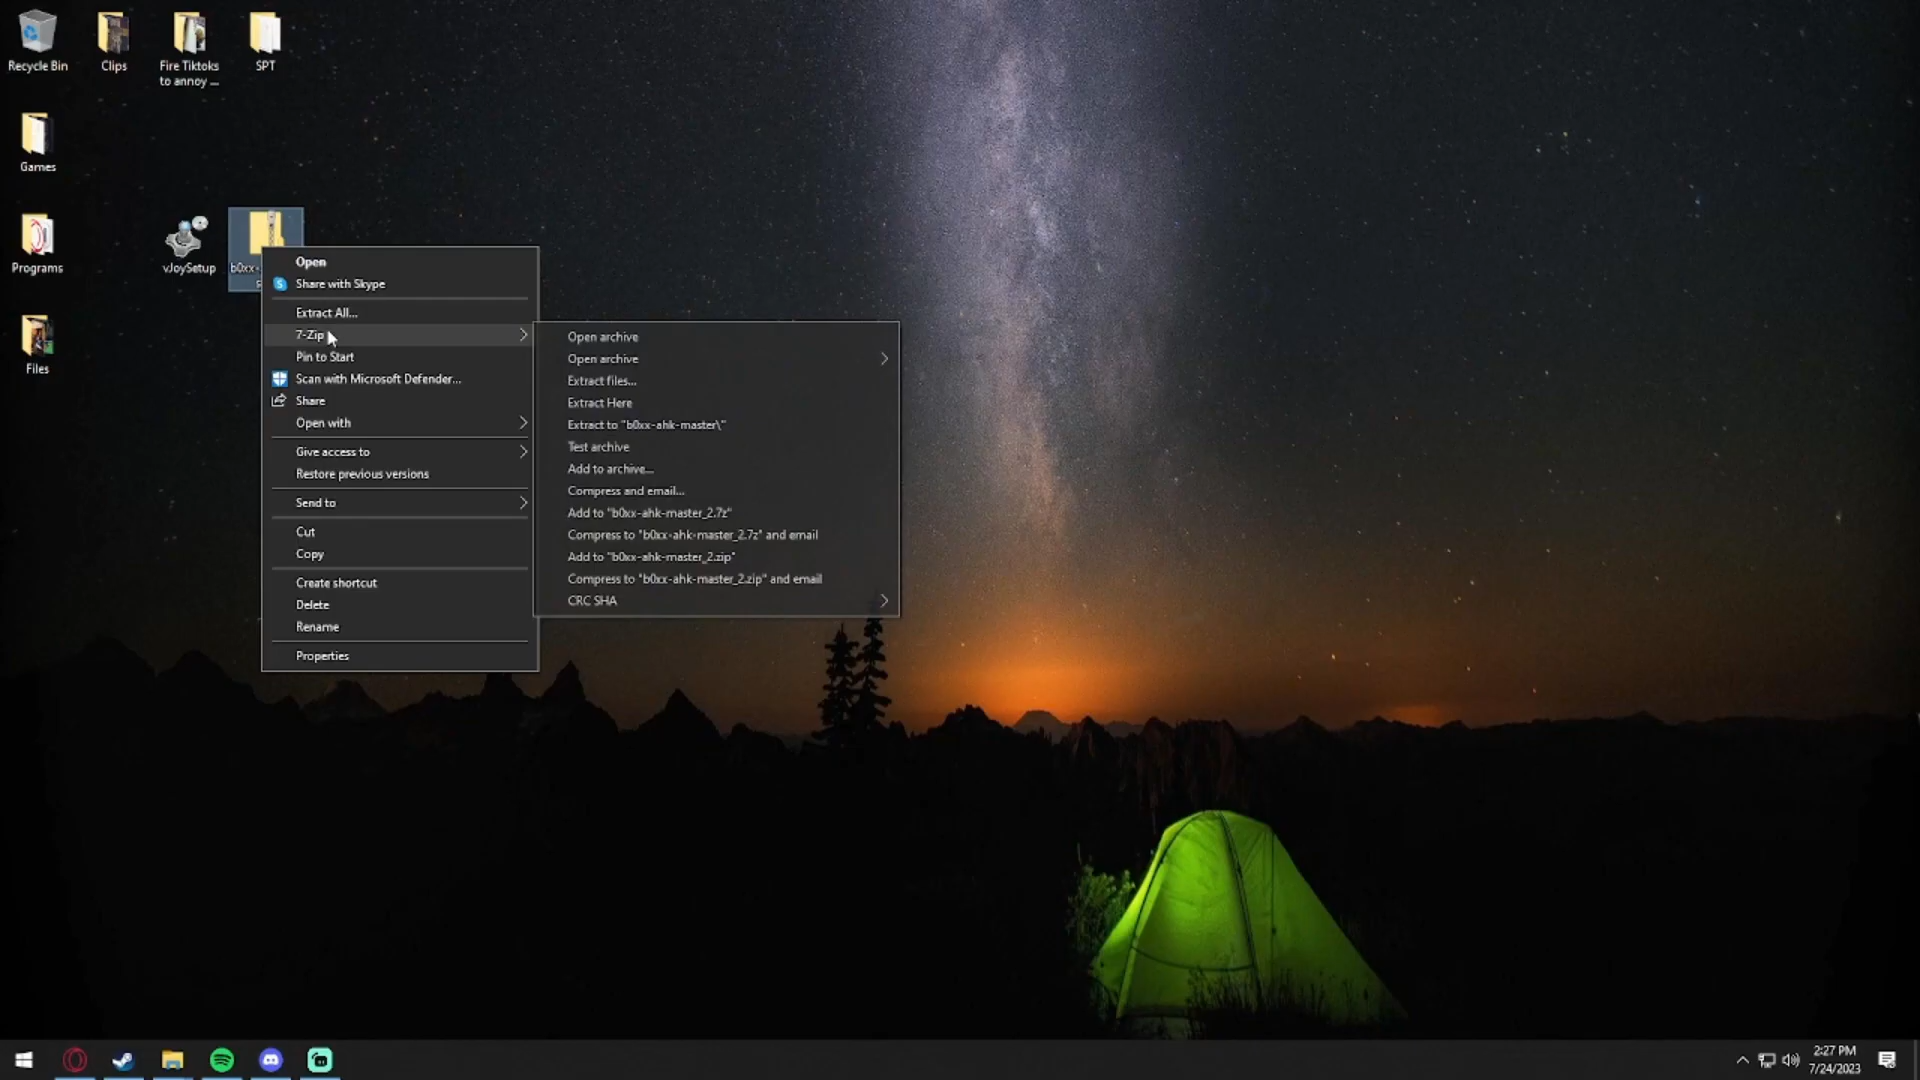 Recycle Bin
Clips
Fire Tiktoks
to annoy ...
SPT
Games
vJoySetup
b0xx-
Programs
Files
Open
Share with Skype
Extract All...
7-Zip
Pin to Start
Scan with Microsoft Defender...
Share
Open with
Give access to
Restore previous versions
Send to
Cut
Copy
Create shortcut
Delete
Rename
Properties
Open archive
Open archive
Extract files...
Extract Here
Extract to "b0xx-ahk-master\"
Test archive
Add to archive...
Compress and email...
Add to "b0xx-ahk-master_2.7z"
Compress to "b0xx-ahk-master_2.7z" and email
Add to "b0xx-ahk-master_2.zip"
Compress to "b0xx-ahk-master_2.zip" and email
CRC SHA
2:27 PM
7/24/2023